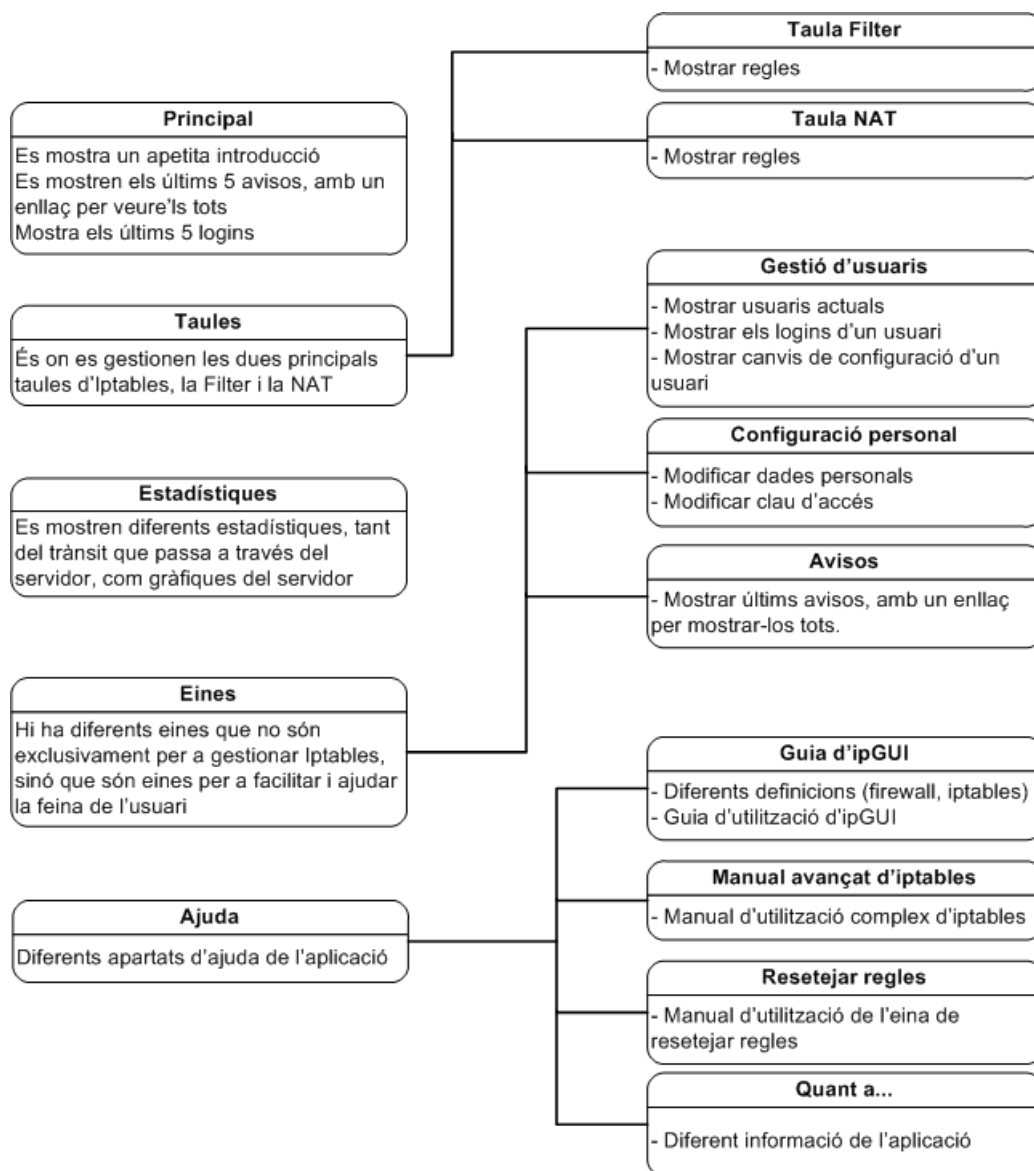 Principal
Es mostra un apetita introducció
Es mostren els últims 5 avisos, amb un
enllaç per veure'ls tots
Mostra els últims 5 logins
Taules
És on es gestionen les dues principals
taules d'Iptables, la Filter i la NAT
Estadístiques
Es mostren diferents estadístiques, tant
del trànsit que passa a través del
servidor, com gràfiques del servidor
Eines
Hi ha diferents eines que no són
exclusivament per a gestionar Iptables,
sinó que són eines per a facilitar i ajudar
la feina de l'usuari
Ajuda
Diferents apartats d'ajuda de l'aplicació
Taula Filter
- Mostrar regles
Taula NAT
- Mostrar regles
Gestió d'usuaris
- Mostrar usuaris actuals
- Mostrar els logins d'un usuari
- Mostrar canvis de configuració d'un
usuari
Configuració personal
- Modificar dades personals
- Modificar clau d'accés
Avisos
- Mostrar últims avisos, amb un enllaç
per mostrar-los tots.
Guia d'ipGUI
- Diferents definicions (firewall, iptables)
- Guia d'utilització d'ipGUI
Manual avançat d'iptables
- Manual d'utilització complex d'iptables
Resetejar regles
- Manual d'utilització de l'eina de
resetejar regles
Quant a...
- Diferent informació de l'aplicació